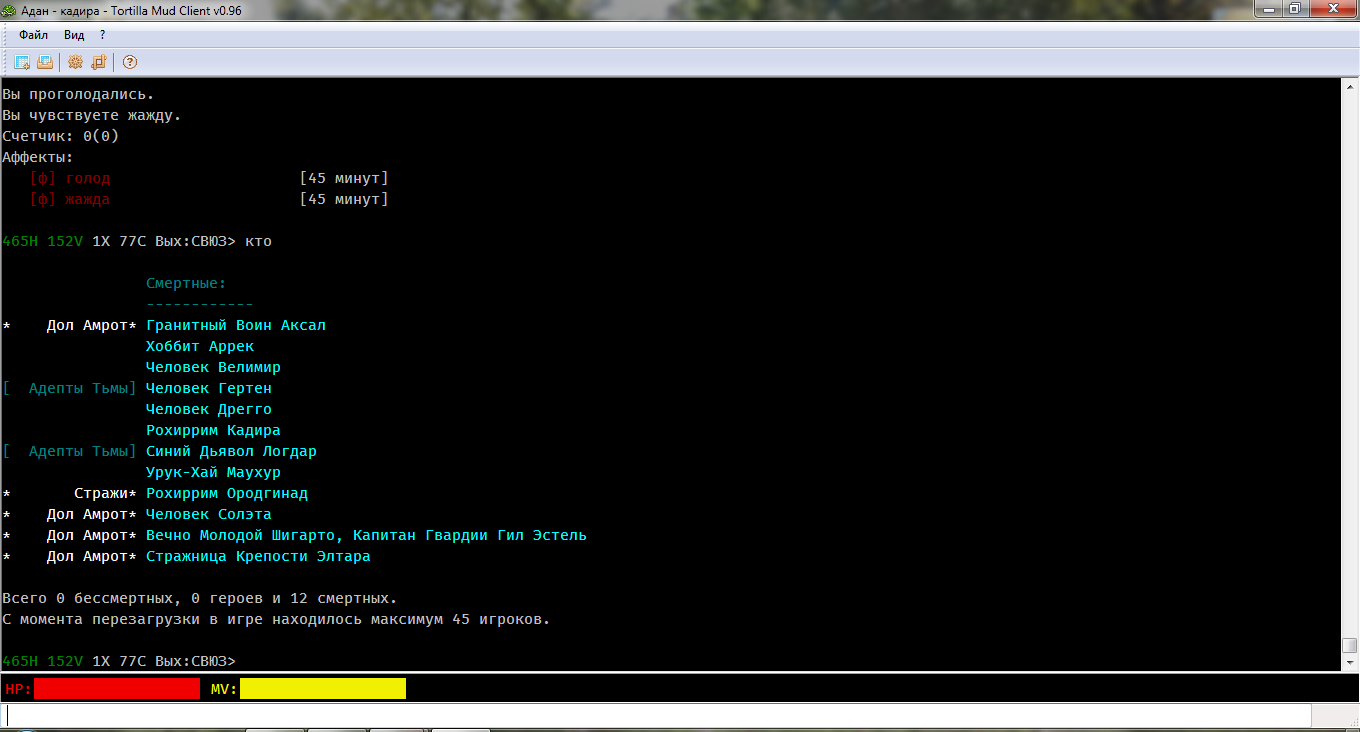 Адан - кадира - Tortilla Mud Client v0.96
Файл Вид ?
Вы проголодались.
Вы чувствуете жажду.
Счетчик: 0(0)
Аффекты:
[ф] голод [45 минут]
[ф] жажда [45 минут]
465H 152V 1X 77C Вых:СВЮЗ> кто
Смертные:
------------
* Дол Амрот* Гранитный Воин Аксал
Хоббит Аррек
Человек Велимир
[ Адепты Тьмы] Человек Гертен
Человек Дрегго
Рохиррим Кадира
[ Адепты Тьмы] Синий Дьявол Логдар
Урук-Хай Маухур
* Стражи* Рохиррим Ородгинад
* Дол Амрот* Человек Солэта
* Дол Амрот* Вечно Молодой Шигарто, Капитан Гвардии Гил Эстель
* Дол Амрот* Стражница Крепости Элтара
Всего 0 бессмертных, 0 героев и 12 смертных.
С момента перезагрузки в игре находилось максимум 45 игроков.
465H 152V 1X 77C Вых:СВЮЗ>
HP: MV: